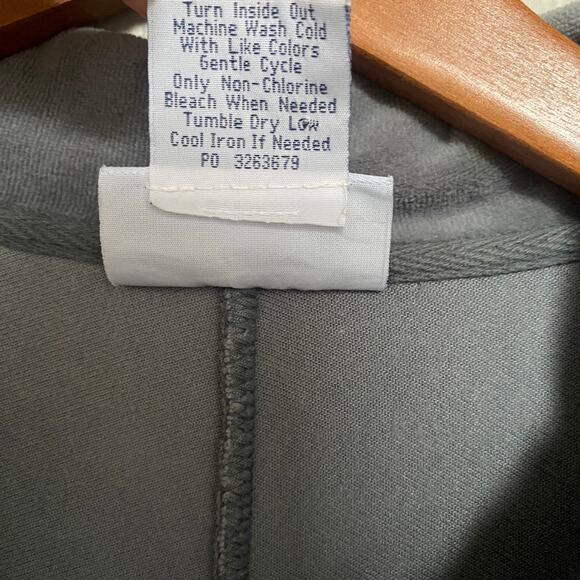 Turn Inside Out
Machine Wash Cold
With Like Colors
Gentle Cycle
Only Non-Chlorine
Bleach When Needed
Tumble Dry Low
Cool Iron If Needed
PO 3263679